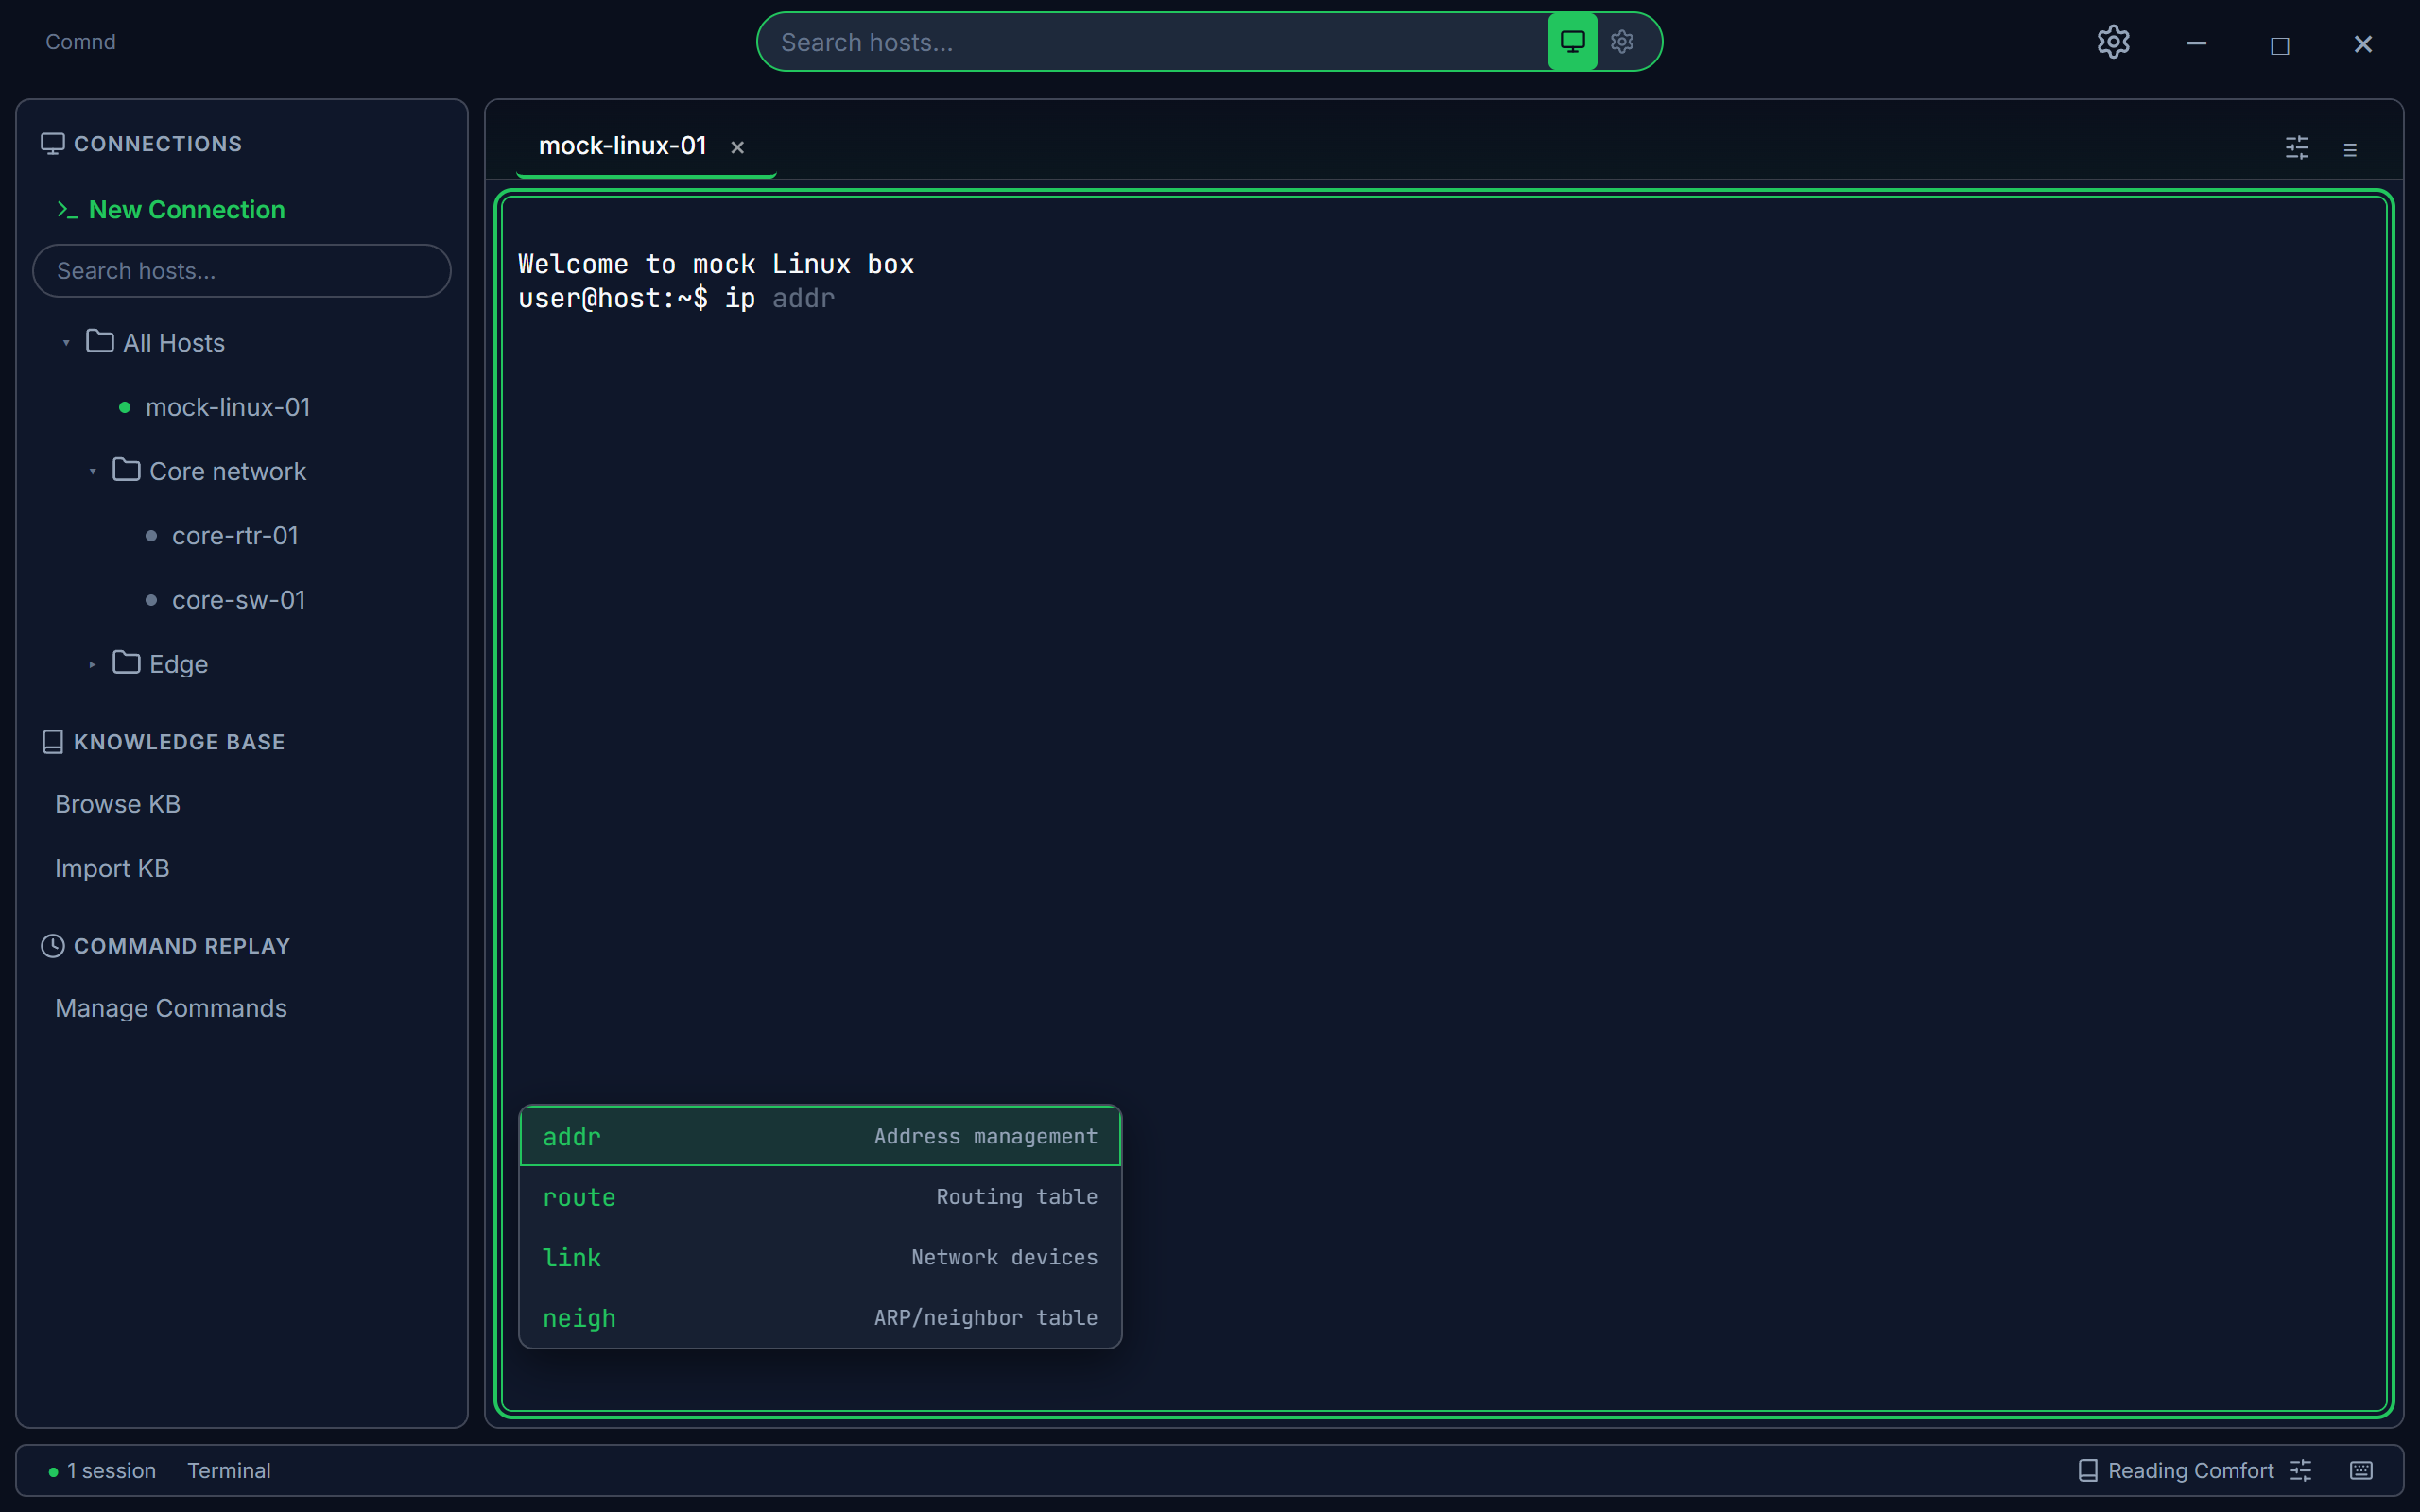 Comnd
Search hosts...
CONNECTIONS
New Connection
Search hosts...
All Hosts
mock-linux-01
Core network
core-rtr-01
core-sw-01
Edge
KNOWLEDGE BASE
Browse KB
Import KB
COMMAND REPLAY
Manage Commands
mock-linux-01
Welcome to mock Linux box
user@host:~$ ip addr
addr Address management
route Routing table
link Network devices
neigh ARP/neighbor table
1 session Terminal
Reading Comfort